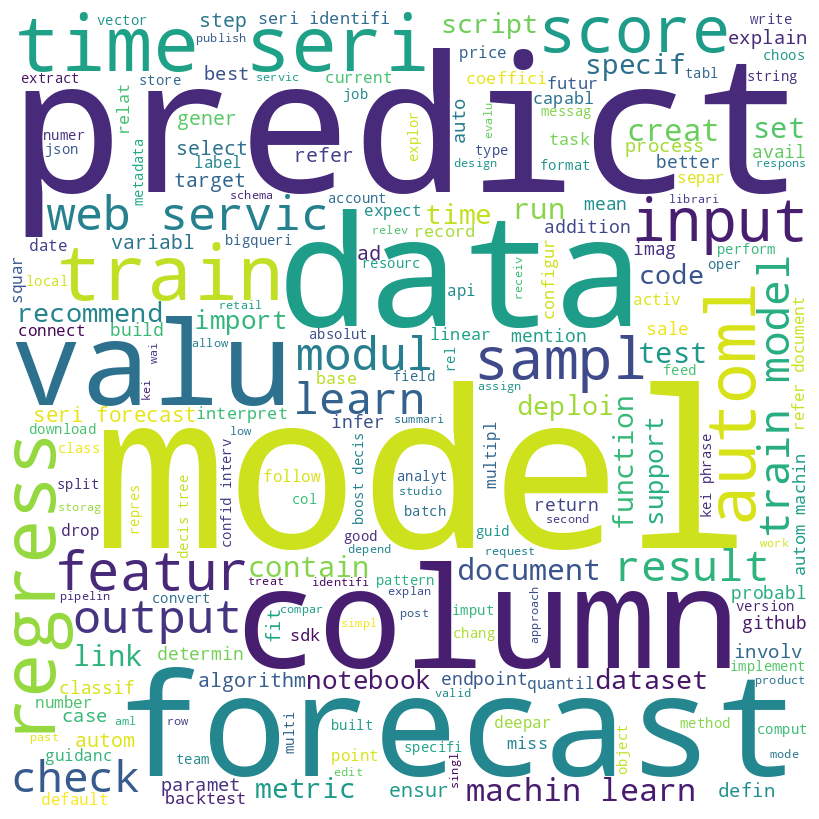 vector step seri identifi write
publish script explain
time seri score
price specif choos
extract store best servic current coeffici futur tabl string
predict
numer job capabl
json relat gener auto explor evalu messag creat set
metadata select refer task process avail
label design type format better separ respons
target schema account librari
web servic expect time run mean addition input
date variabl bigqueri ad relev record receiv configur imag perform
squar resourc oper
local train data api code activ automl train model refer document
recommend retail
connect build import absolut linear mention sale
wai allow test feed
kei valu modul base field rel sampl
assign
learn deploi
seri forecast interpret infer summari function support kei phrase autom machin
download low multipl
class model
regress split confid interv boost decis follow analyt
repres decis tree col studio return
storag batch second
drop good guid work
depend request
featur contain document result
pipelin treat identifi pattern explan probabl
convert compar post imput approach version
output fit sdk simpl chang column github
link determin involv
implement
classif algorithm notebook endpoint quantil dataset product
valid
number forecast
case aml row multi built deepar method comput
past autom team specifi miss object
guidanc point singl mode
check edit
paramet metric ensur machin learn defin
default backtest